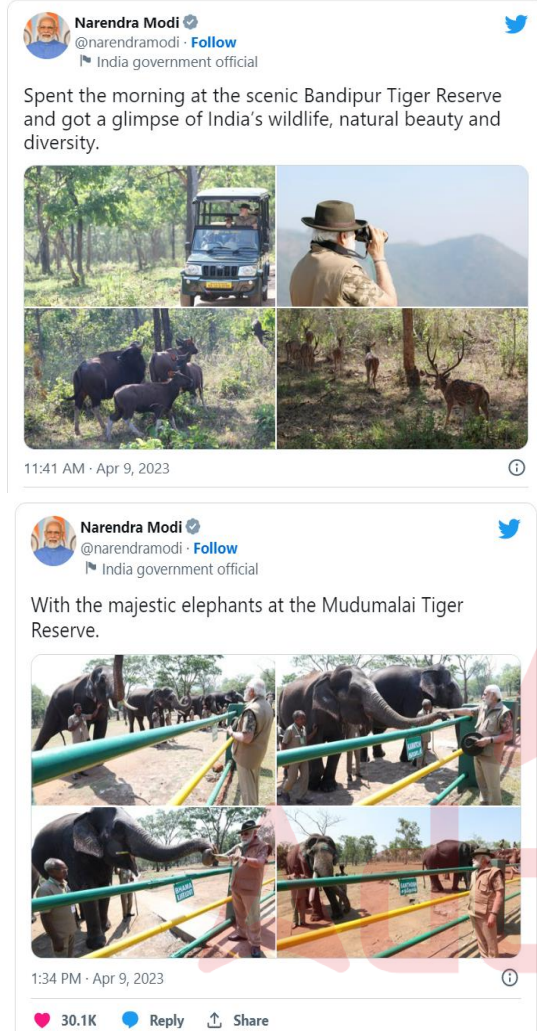 Narendra Modi
@narendramodi · Follow
India government official
Spent the morning at the scenic Bandipur Tiger Reserve
and got a glimpse of India's wildlife, natural beauty and
diversity.
11:41 AM · Apr 9, 2023
Narendra Modi
@narendramodi · Follow
India government official
With the majestic elephants at the Mudumalai Tiger
Reserve.
BHAMA
1:34 PM · Apr 9, 2023
30.1K Reply Share